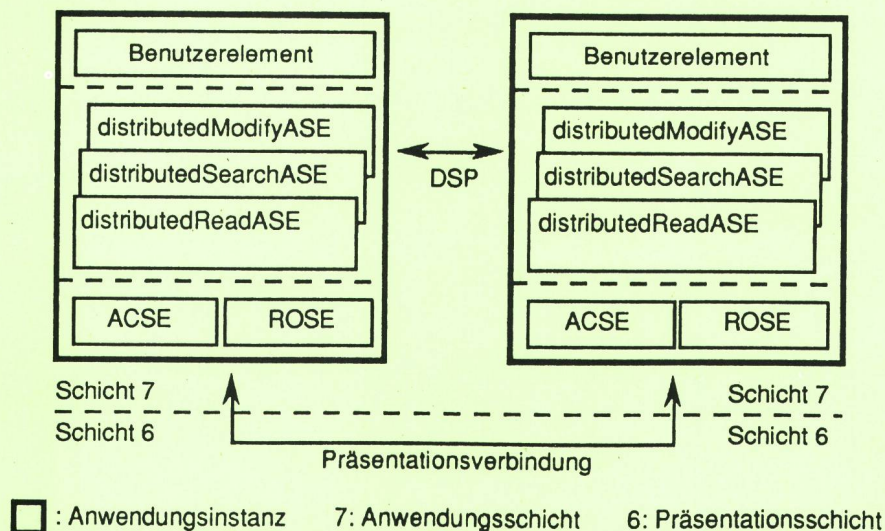 Benutzerelement
distributedModifyASE
distributedSearchASE
distributedReadASE
ACSE
ROSE
DSP
Benutzerelement
distributedModifyASE
distributedSearchASE
distributedReadASE
ACSE
ROSE
Schicht 7
Schicht 7
Schicht 6
Schicht 6
Präsentationsverbindung
: Anwendungsinstanz 7: Anwendungsschicht 6: Präsentationsschicht